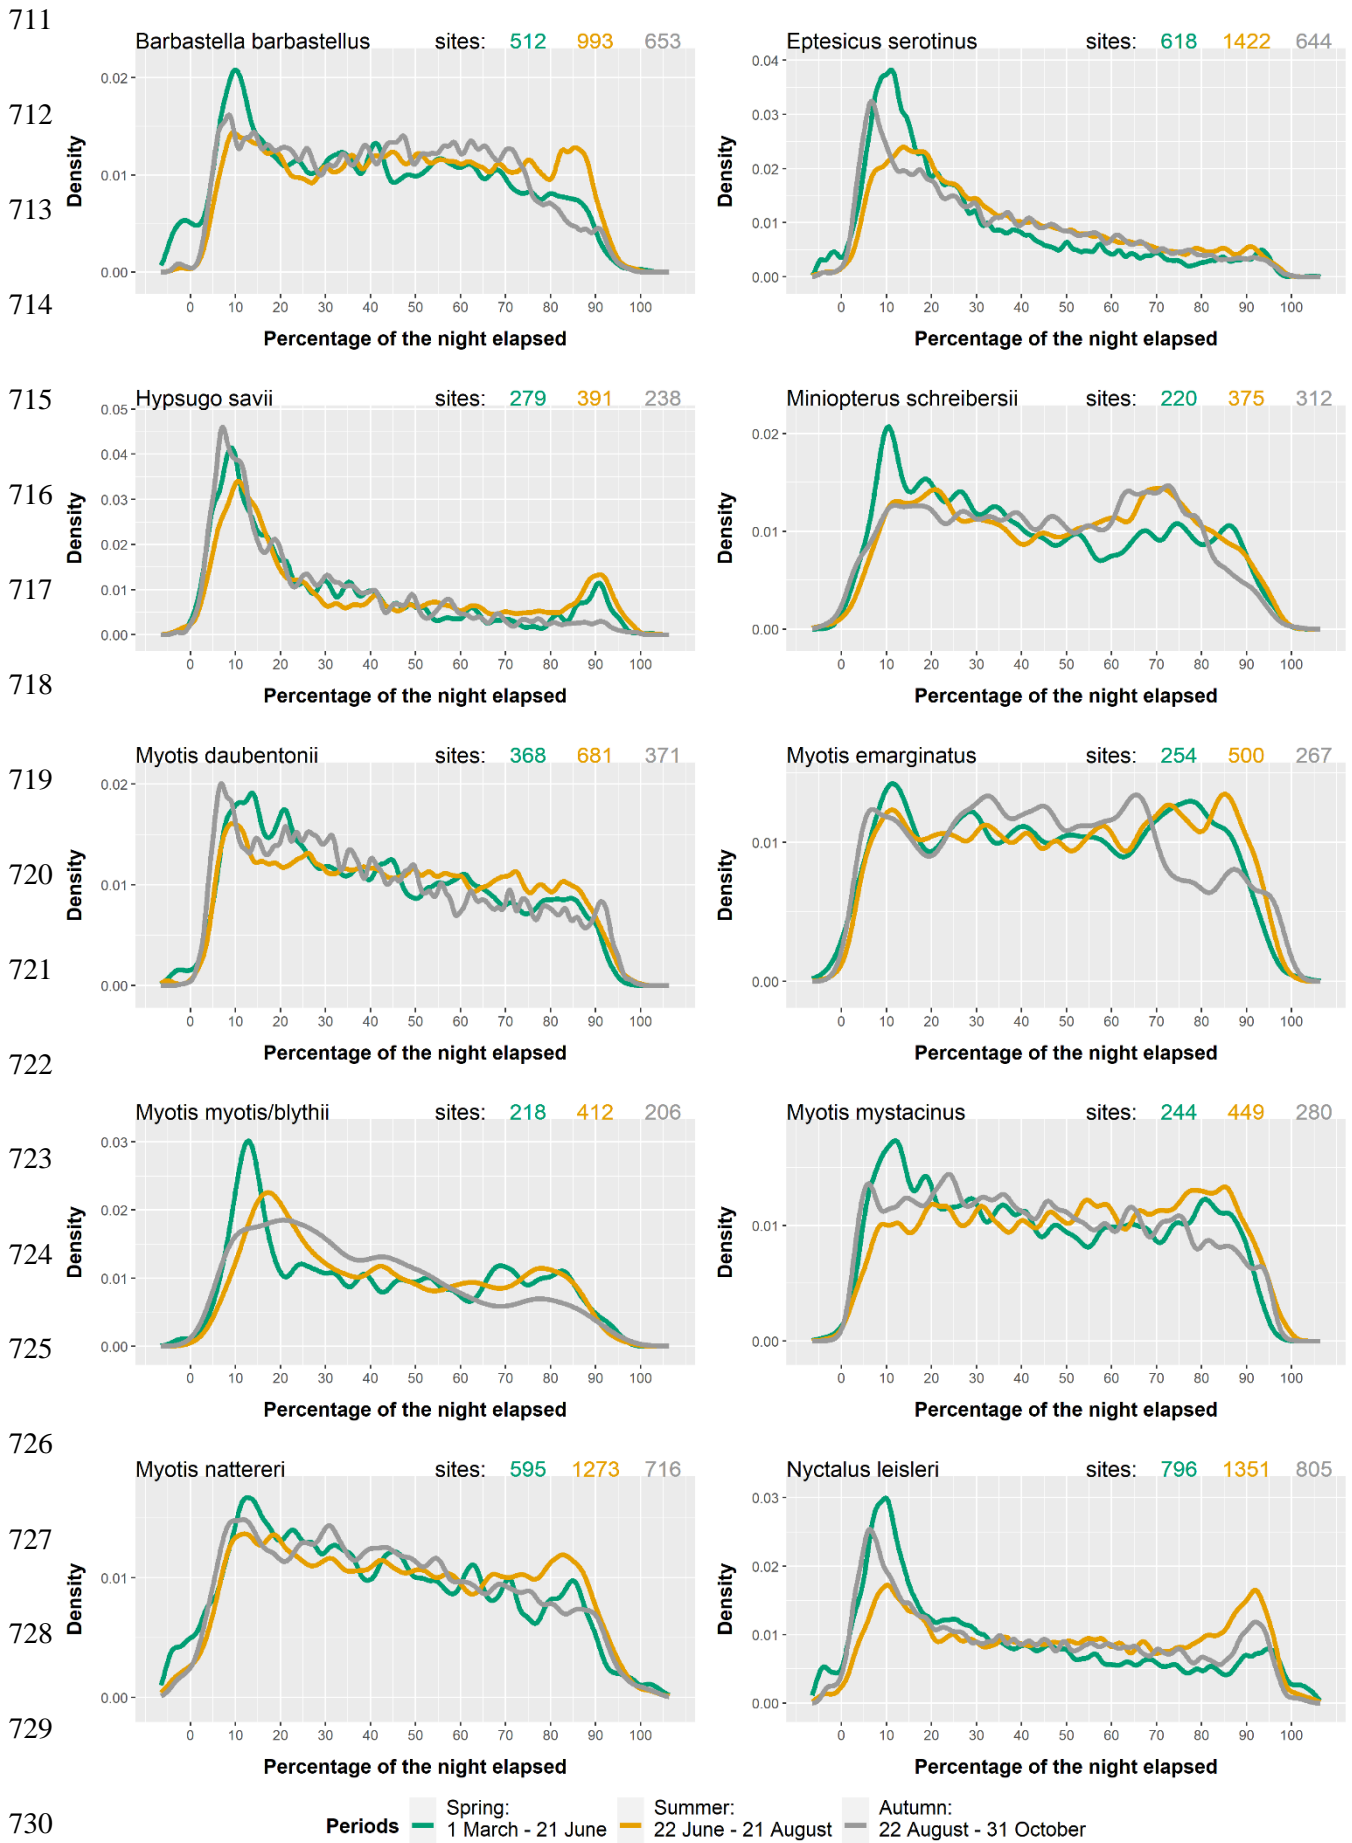 711
Barbastella barbastellus sites: 512 993 653
Eptesicus serotinus sites: 618 1422 644
712
713
714
Density
0.02
0.01
0.00
0 10 20 30 40 50 60 70 80 90 100
Percentage of the night elapsed
Density
0.04
0.03
0.02
0.01
0.00
0 10 20 30 40 50 60 70 80 90 100
Percentage of the night elapsed
715
Hypsugo savii sites: 279 391 238
Miniopterus schreibersii sites: 220 375 312
716
717
718
Density
0.05
0.04
0.03
0.02
0.01
0.00
0 10 20 30 40 50 60 70 80 90 100
Percentage of the night elapsed
Density
0.02
0.01
0.00
0 10 20 30 40 50 60 70 80 90 100
Percentage of the night elapsed
719
Myotis daubentonii sites: 368 681 371
Myotis emarginatus sites: 254 500 267
720
721
722
Density
0.02
0.01
0.00
0 10 20 30 40 50 60 70 80 90 100
Percentage of the night elapsed
Density
0.01
0.00
0 10 20 30 40 50 60 70 80 90 100
Percentage of the night elapsed
Myotis myotis/blythii sites: 218 412 206
Myotis mystacinus sites: 244 449 280
723
724
725
Density
0.03
0.02
0.01
0.00
0 10 20 30 40 50 60 70 80 90 100
Percentage of the night elapsed
Density
0.01
0.00
0 10 20 30 40 50 60 70 80 90 100
Percentage of the night elapsed
726
Myotis nattereri sites: 595 1273 716
Nyctalus leisleri sites: 796 1351 805
727
728
729
Density
0.01
0.00
0 10 20 30 40 50 60 70 80 90 100
Percentage of the night elapsed
Density
0.03
0.02
0.01
0.00
0 10 20 30 40 50 60 70 80 90 100
Percentage of the night elapsed
730
Periods
Spring:
1 March - 21 June
Summer:
22 June - 21 August
Autumn:
22 August - 31 October